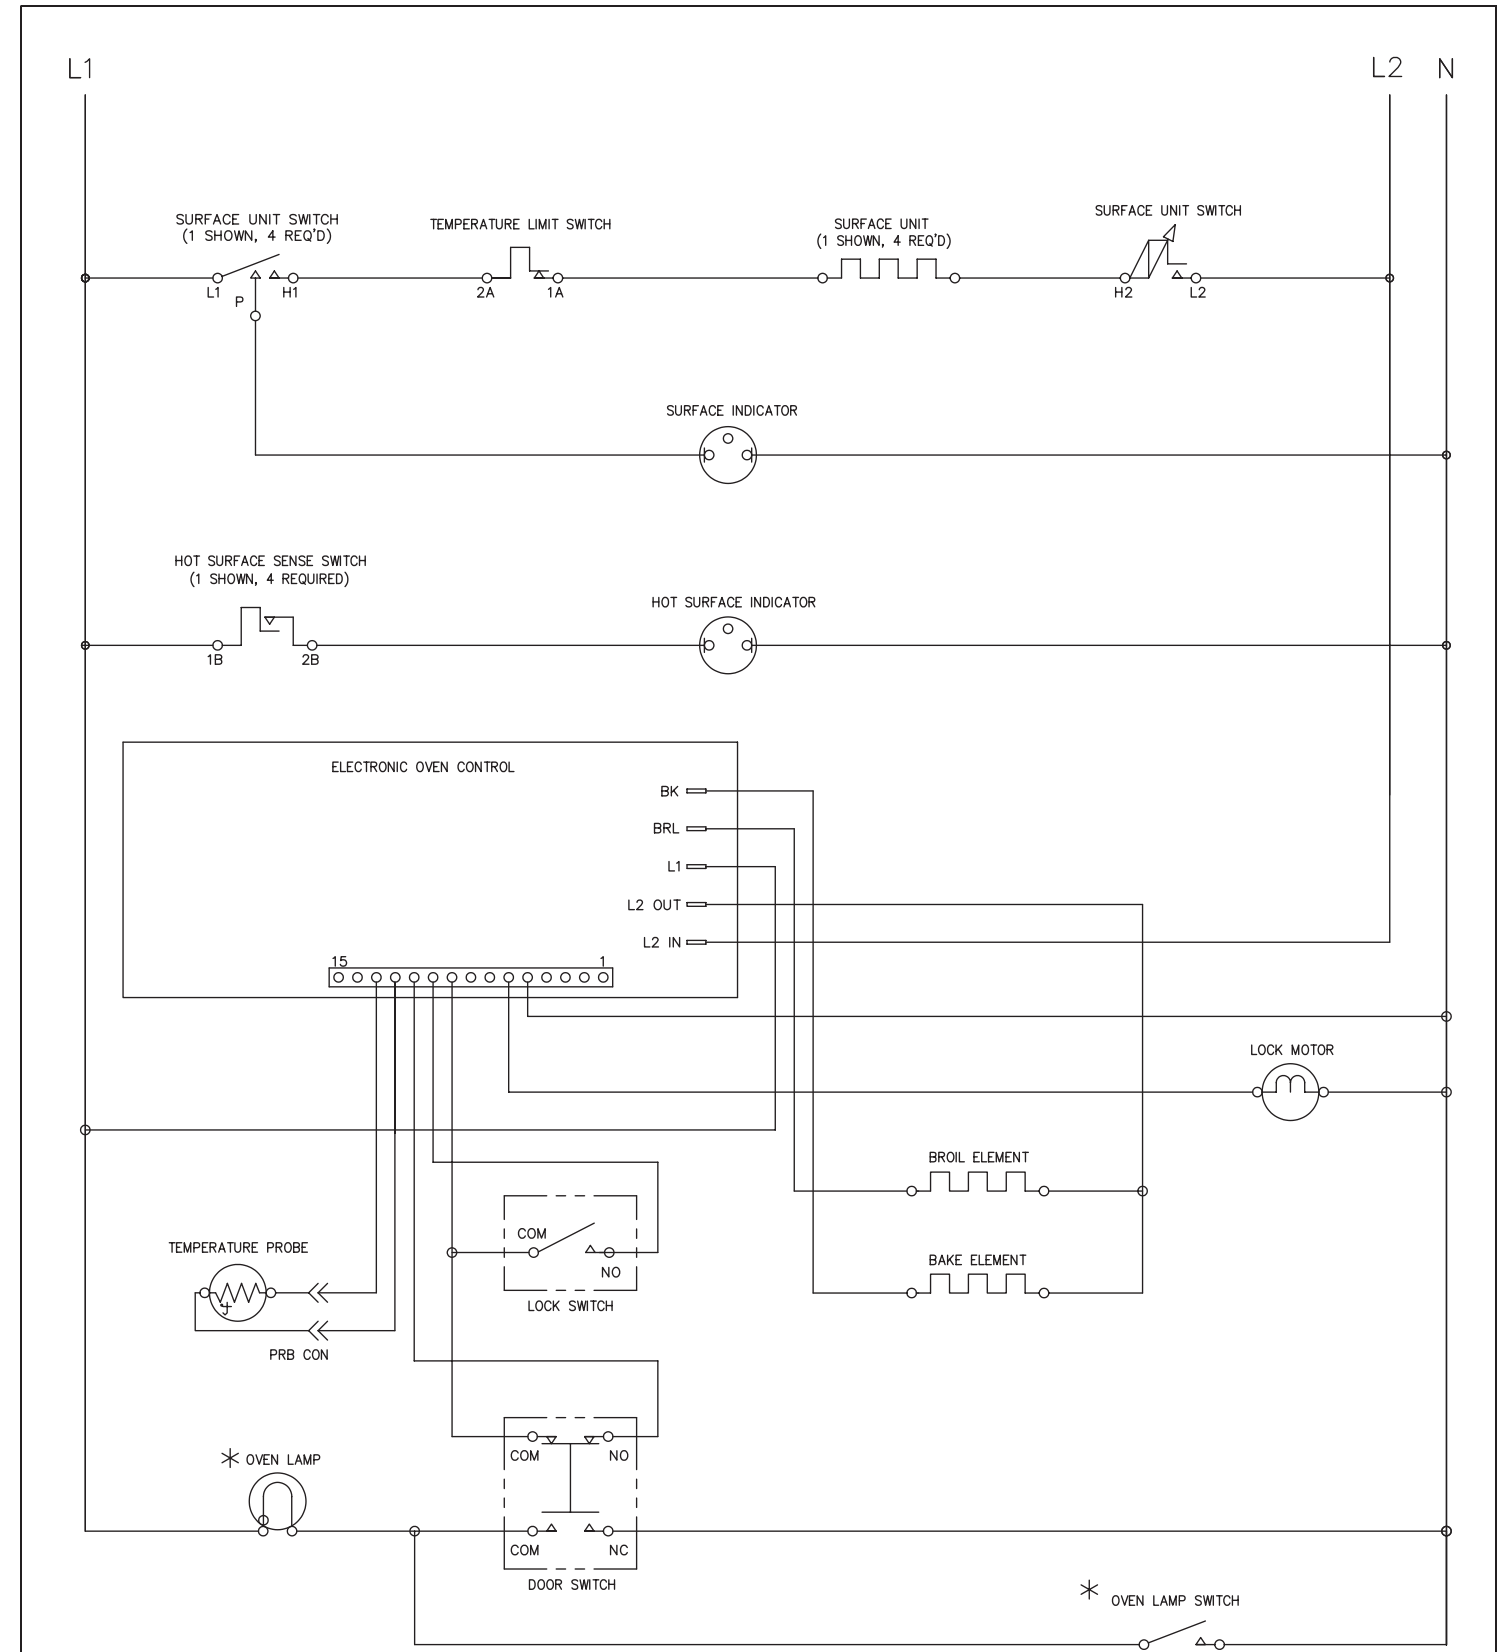 L1
L2 N
SURFACE UNIT SWITCH
(1 SHOWN, 4 REQ'D)
TEMPERATURE LIMIT SWITCH
SURFACE UNIT
(1 SHOWN, 4 REQ'D)
SURFACE UNIT SWITCH
L1
P
H1
2A
1A
H2
L2
SURFACE INDICATOR
HOT SURFACE SENSE SWITCH
(1 SHOWN, 4 REQUIRED)
1B
2B
HOT SURFACE INDICATOR
ELECTRONIC OVEN CONTROL
BK
BRL
L1
L2 OUT
L2 IN
15
1
LOCK MOTOR
BROIL ELEMENT
BAKE ELEMENT
COM
NO
LOCK SWITCH
TEMPERATURE PROBE
PRB CON
COM
NO
COM
NC
DOOR SWITCH
* OVEN LAMP
* OVEN LAMP SWITCH